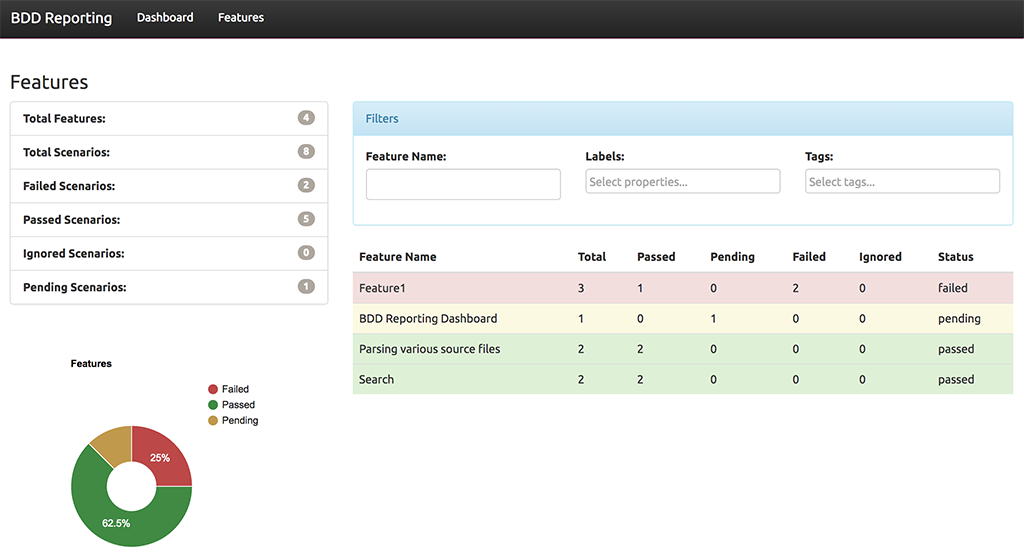 BDD Reporting Dashboard Features
Features
Total Features: 4
Total Scenarios: 8
Failed Scenarios: 2
Passed Scenarios: 5
Ignored Scenarios: 0
Pending Scenarios: 1
Filters
Feature Name: Labels: Tags:
Select properties... Select tags...
Feature Name Total Passed Pending Failed Ignored Status
Feature1 3 1 0 2 0 failed
BDD Reporting Dashboard 1 0 1 0 0 pending
Parsing various source files 2 2 0 0 0 passed
Search 2 2 0 0 0 passed
Features
Failed
Passed
Pending
25%
62.5%